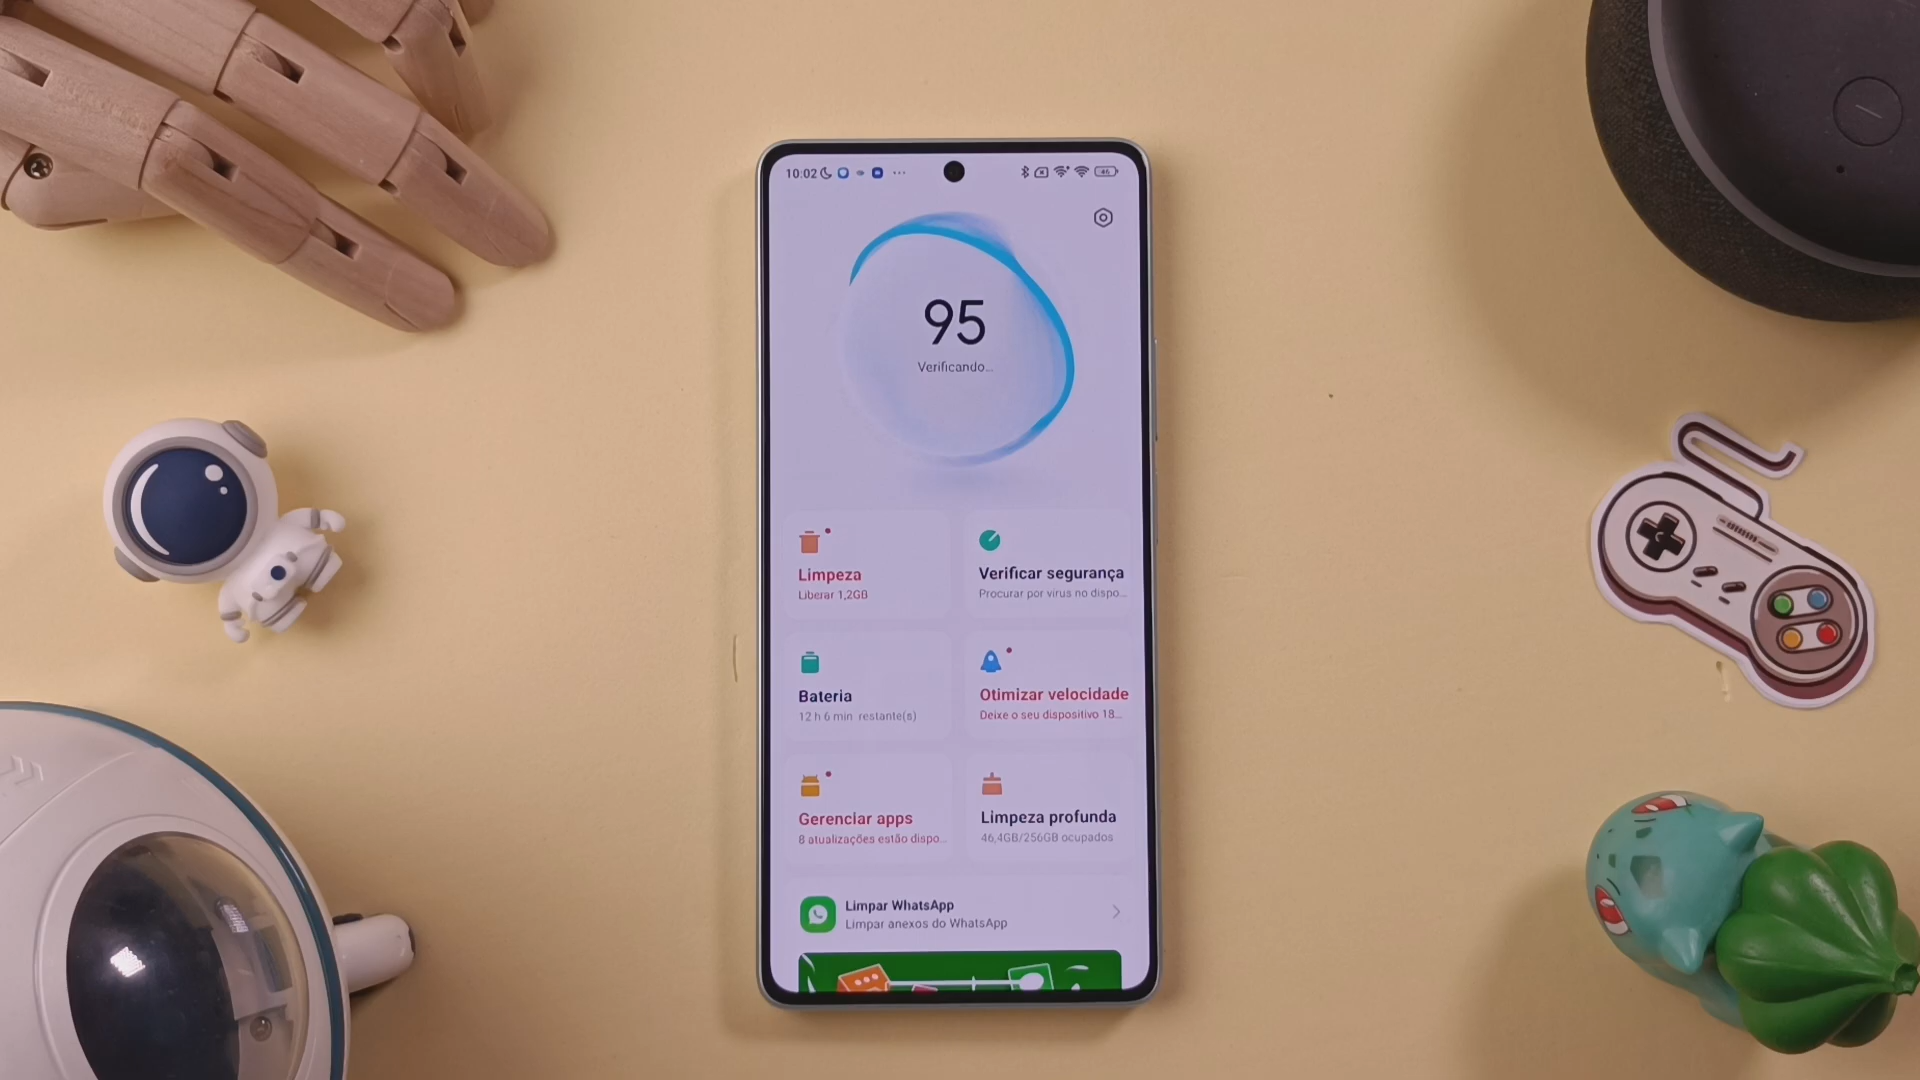 10:02
46
95
Verificando...
Limpeza
Liberar 1,2GB
Verificar segurança
Procurar por vírus no dispo...
Bateria
12 h 6 min restante(s)
Otimizar velocidade
Deixe o seu dispositivo 18...
Gerenciar apps
8 atualizações estão dispo...
Limpeza profunda
46,4GB/256GB ocupados
Limpar WhatsApp
Limpar anexos do WhatsApp